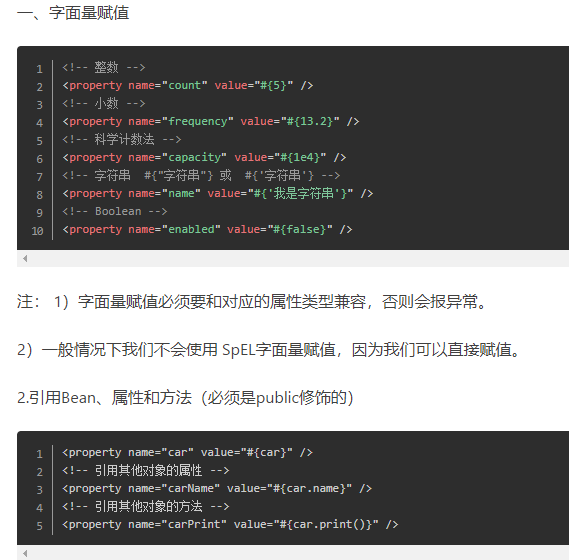 一、字面量赋值
1 <!-- 整数 -->
2 <property name="count" value="#{5}" />
3 <!-- 小数 -->
4 <property name="frequency" value="#{13.2}" />
5 <!-- 科学计数法 -->
6 <property name="capacity" value="#{1e4}" />
7 <!-- 字符串  #{"字符串"} 或  #{'字符串'} -->
8 <property name="name" value="#{'我是字符串'}" />
9 <!-- Boolean -->
10 <property name="enabled" value="#{false}" />
注： 1）字面量赋值必须要和对应的属性类型兼容，否则会报异常。
2）一般情况下我们不会使用 SpEL字面量赋值，因为我们可以直接赋值。
2.引用Bean、属性和方法（必须是public修饰的）
1 <property name="car" value="#{car}" />
2 <!-- 引用其他对象的属性 -->
3 <property name="carName" value="#{car.name}" />
4 <!-- 引用其他对象的方法 -->
5 <property name="carPrint" value="#{car.print()}" />